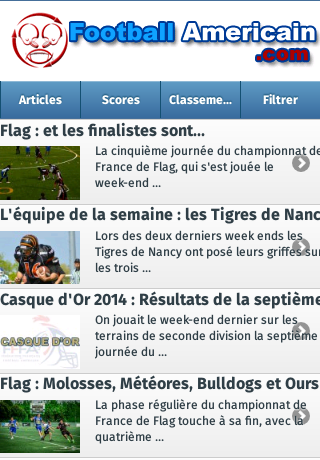 Football Americain
.com
Articles Scores Classeme... Filtrer
Flag : et les finalistes sont...
La cinquième journée du championnat de
France de Flag, qui s'est jouée le
week-end ...
L'équipe de la semaine : les Tigres de Nanc
Lors des deux derniers week ends les
Tigres de Nancy ont posé leurs griffes sur
les trois ...
Casque d'Or 2014 : Résultats de la septième
CASQUE D'OR
On jouait le week-end dernier sur les
terrains de seconde division la septième
journée du ...
Flag : Molosses, Météores, Bulldogs et Ours
La phase régulière du championnat de
France de Flag touche à sa fin, avec la
quatrième ...